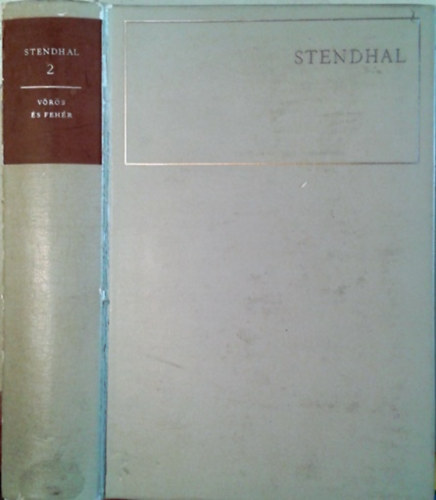 STENDHAL
2
VÖRÖS
ÉS FEHÉR
STENDHAL